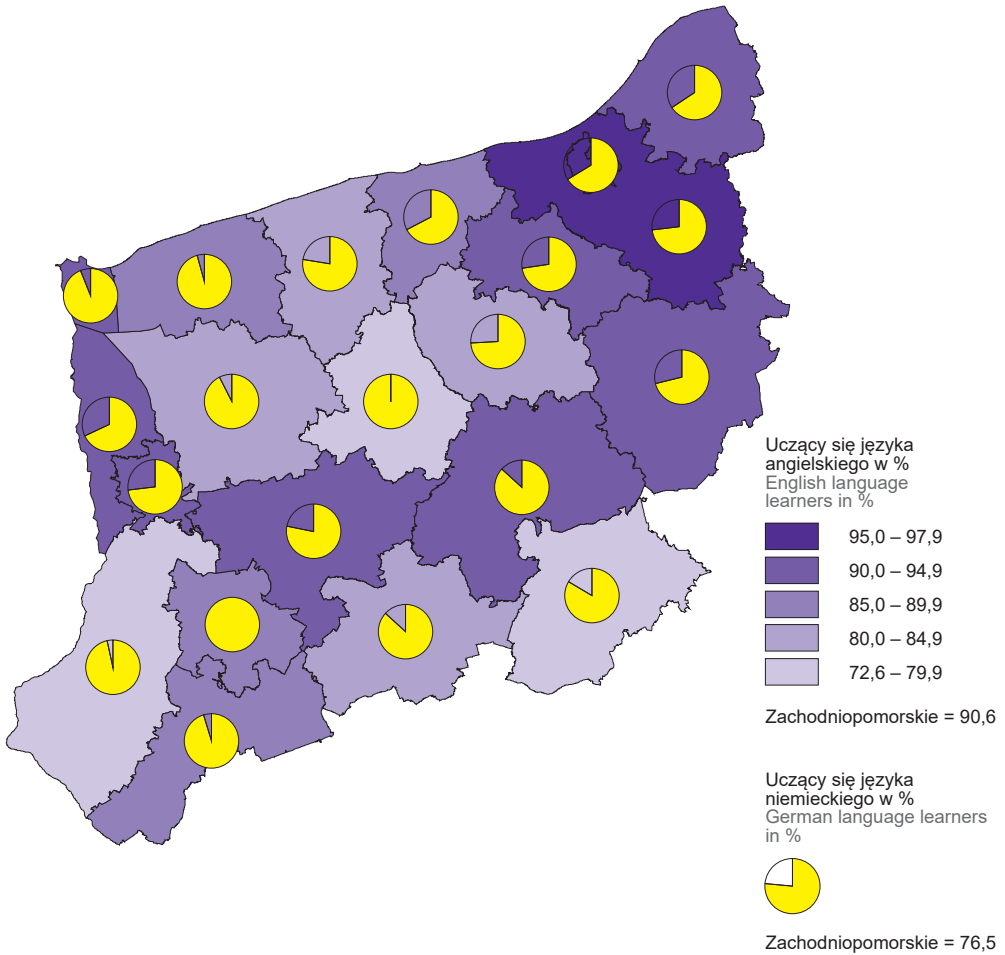 Uczący się języka
angielskiego w %
English language
learners in %
95,0 – 97,9
90,0 – 94,9
85,0 – 89,9
80,0 – 84,9
72,6 – 79,9
Zachodniopomorskie = 90,6
Uczący się języka
niemieckiego w %
German language learners
in %
Zachodniopomorskie = 76,5